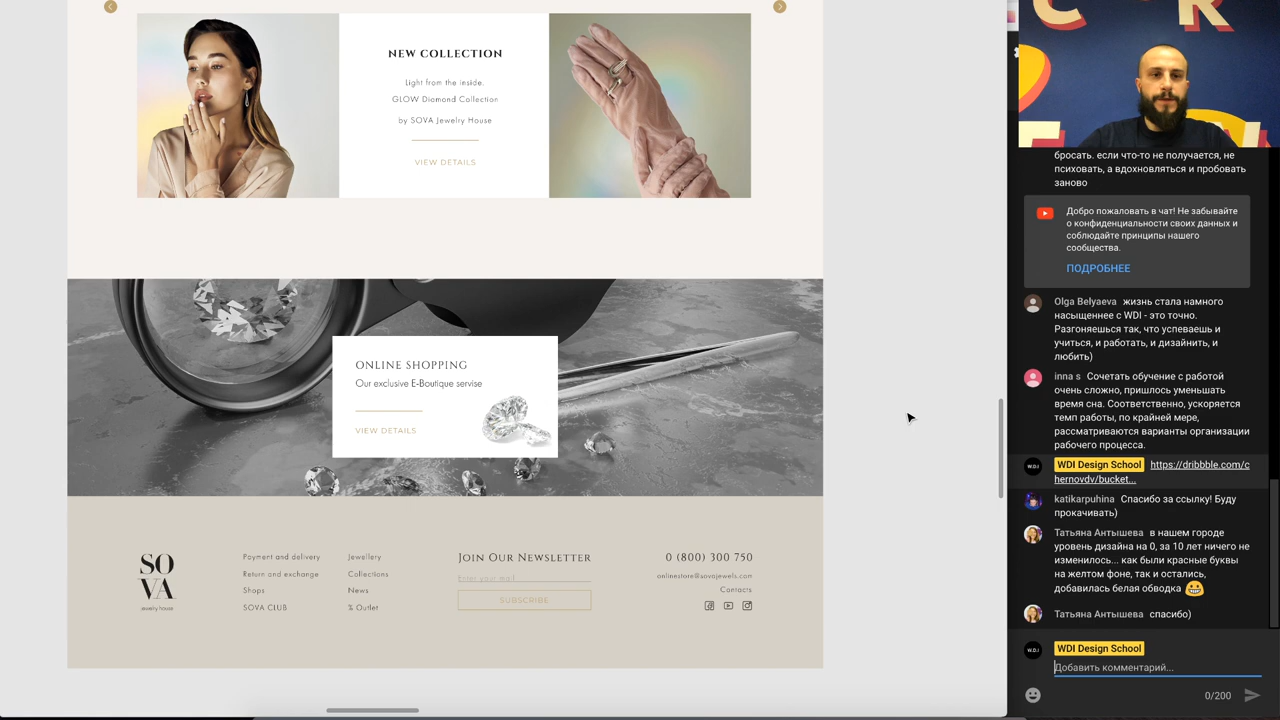 NEW COLLECTION
Light from the inside.
GLOW Diamond Collection
by SOVA Jewelry House
VIEW DETAILS
ONLINE SHOPPING
Our exclusive E-Boutique servise
VIEW DETAILS
SO
VA
jewelry house
Payment and delivery
Return and exchange
Shops
SOVA CLUB
Jewellery
Collections
News
% Outlet
JOIN OUR NEWSLETTER
Enter your mail
SUBSCRIBE
0 (800) 300 750
onlinestore@sovajewels.com
Contacts
бросать. если что-то не получается, не
психовать, а вдохновляться и пробовать
заново
Добро пожаловать в чат! Не забывайте
о конфиденциальности своих данных и
соблюдайте принципы нашего
сообщества.
ПОДРОБНЕЕ
Olga Belyaeva жизнь стала намного
насыщеннее с WDI - это точно.
Разгоняешься так, что успеваешь и
учиться, и работать, и дизайнить, и
любить)
inna s Сочетать обучение с работой
очень сложно, пришлось уменьшать
время сна. Соответственно, ускоряется
темп работы, по крайней мере,
рассматриваются варианты организации
рабочего процесса.
W.D.I WDI Design School https://dribbble.com/c
hernovdv/bucket...
katikarpuhina Спасибо за ссылку! Буду
прокачивать)
Татьяна Антышева в нашем городе
уровень дизайна на 0, за 10 лет ничего не
изменилось... как были красные буквы
на желтом фоне, так и остались,
добавилась белая обводка
Татьяна Антышева спасибо)
W.D.I WDI Design School
Добавить комментарий...
0/200